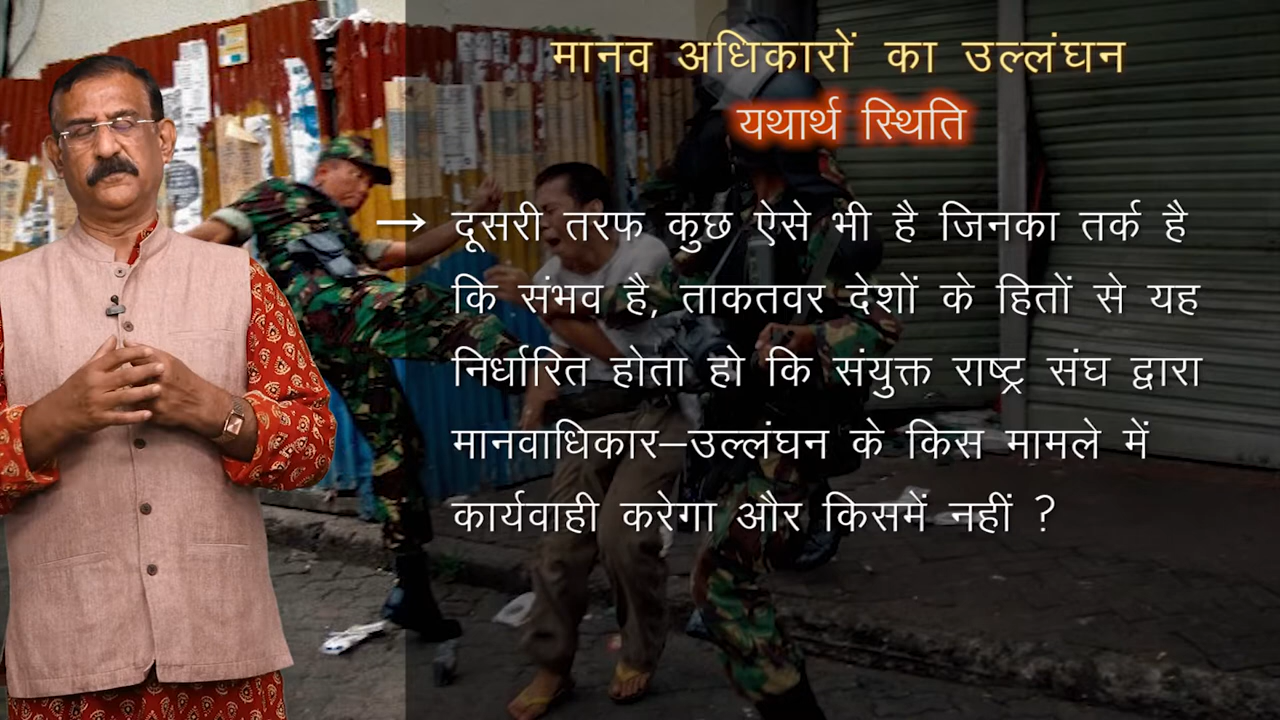 मानव अधिकारों का उल्लंघन
यथार्थ स्थिति
→ दूसरी तरफ कुछ ऐसे भी है जिनका तर्क है
कि संभव है, ताकतवर देशों के हितों से यह
निर्धारित होता हो कि संयुक्त राष्ट्र संघ द्वारा
मानवाधिकार–उल्लंघन के किस मामले में
कार्यवाही करेगा और किसमें नहीं ?